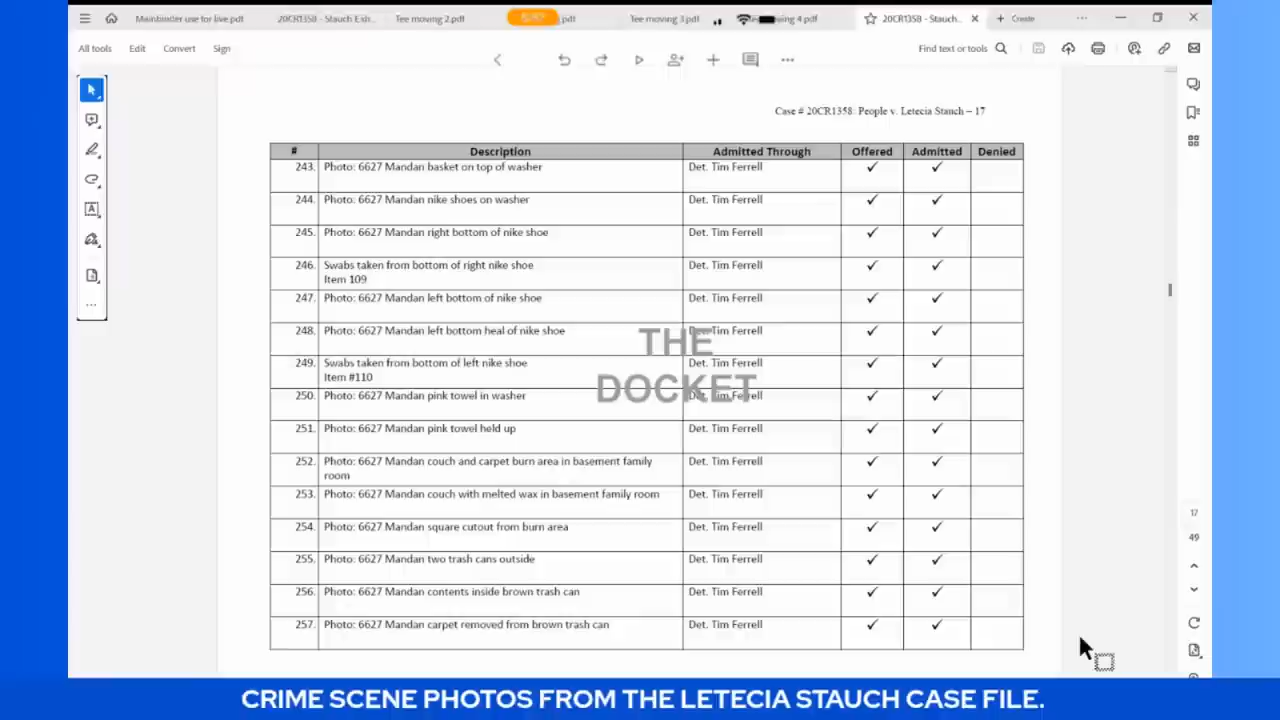 Mainbinder use for live.pdf 20CR1358 - Stauch Exh... Tee moving 2.pdf .pdf Tee moving 3.pdf ing 4.pdf 20CR1358 - Stauch... Create
All tools Edit Convert Sign Find text or tools
Case # 20CR1358: People v. Letecia Stauch – 17
# Description Admitted Through Offered Admitted Denied
243. Photo: 6627 Mandan basket on top of washer Det. Tim Ferrell ✓ ✓
244. Photo: 6627 Mandan nike shoes on washer Det. Tim Ferrell ✓ ✓
245. Photo: 6627 Mandan right bottom of nike shoe Det. Tim Ferrell ✓ ✓
246. Swabs taken from bottom of right nike shoe Det. Tim Ferrell ✓ ✓
Item 109
247. Photo: 6627 Mandan left bottom of nike shoe Det. Tim Ferrell ✓ ✓
248. Photo: 6627 Mandan left bottom heal of nike shoe Det. Tim Ferrell ✓ ✓
THE
249. Swabs taken from bottom of left nike shoe Det. Tim Ferrell ✓ ✓
Item #110
DOCKET
250. Photo: 6627 Mandan pink towel in washer Det. Tim Ferrell ✓ ✓
251. Photo: 6627 Mandan pink towel held up Det. Tim Ferrell ✓ ✓
252. Photo: 6627 Mandan couch and carpet burn area in basement family Det. Tim Ferrell ✓ ✓
room
253. Photo: 6627 Mandan couch with melted wax in basement family room Det. Tim Ferrell ✓ ✓
254. Photo: 6627 Mandan square cutout from burn area Det. Tim Ferrell ✓ ✓
255. Photo: 6627 Mandan two trash cans outside Det. Tim Ferrell ✓ ✓
256. Photo: 6627 Mandan contents inside brown trash can Det. Tim Ferrell ✓ ✓
257. Photo: 6627 Mandan carpet removed from brown trash can Det. Tim Ferrell ✓ ✓
17
49
CRIME SCENE PHOTOS FROM THE LETECIA STAUCH CASE FILE.